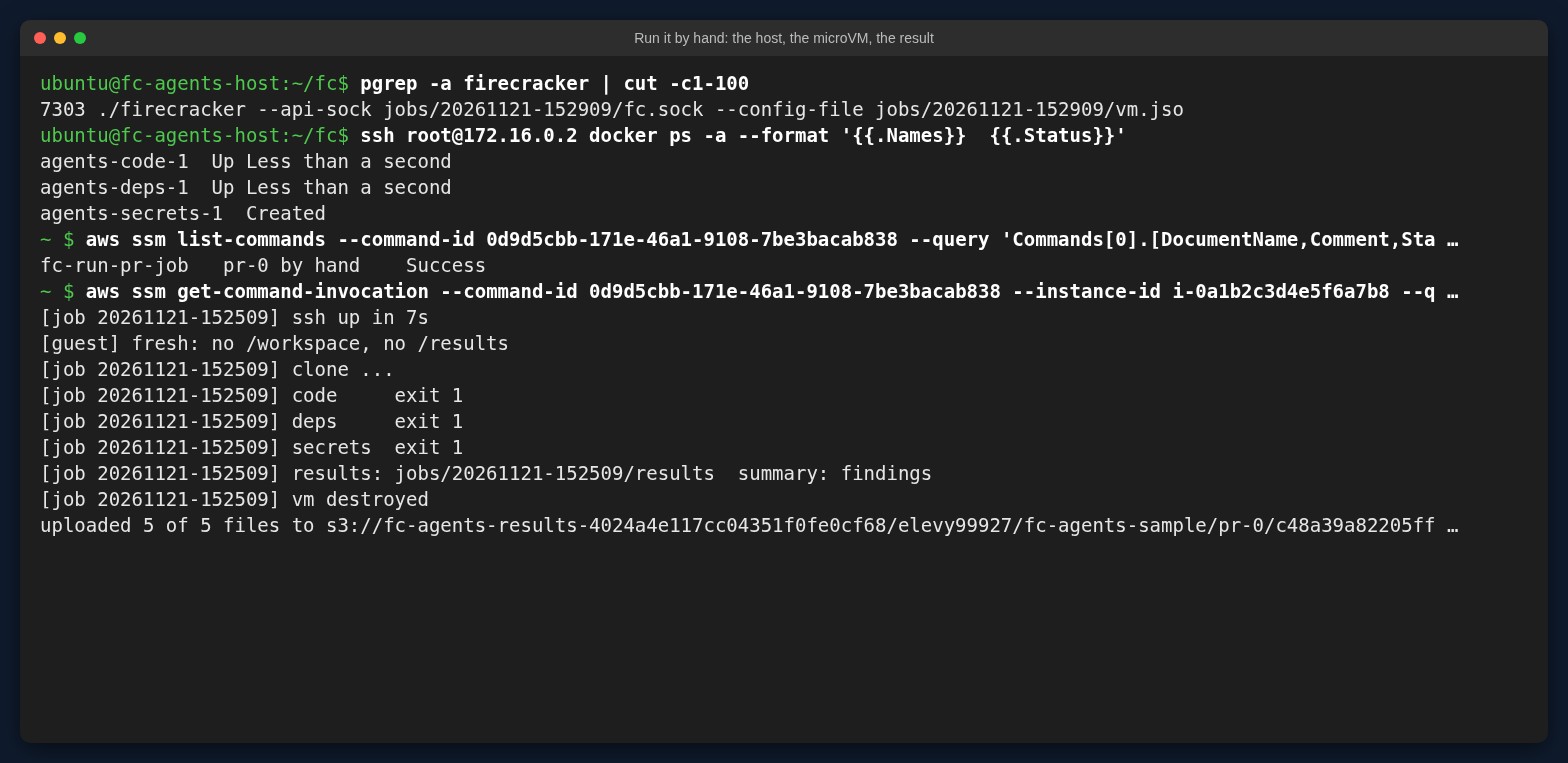 Run it by hand: the host, the microVM, the result
ubuntu@fc-agents-host:~/fc$ pgrep -a firecracker | cut -c1-100
7303 ./firecracker --api-sock jobs/20261121-152909/fc.sock --config-file jobs/20261121-152909/vm.jso
ubuntu@fc-agents-host:~/fc$ ssh root@172.16.0.2 docker ps -a --format '{{.Names}}  {{.Status}}'
agents-code-1  Up Less than a second
agents-deps-1  Up Less than a second
agents-secrets-1  Created
~ $ aws ssm list-commands --command-id 0d9d5cbb-171e-46a1-9108-7be3bacab838 --query 'Commands[0].[DocumentName,Comment,Sta …
fc-run-pr-job   pr-0 by hand    Success
~ $ aws ssm get-command-invocation --command-id 0d9d5cbb-171e-46a1-9108-7be3bacab838 --instance-id i-0a1b2c3d4e5f6a7b8 --q …
[job 20261121-152509] ssh up in 7s
[guest] fresh: no /workspace, no /results
[job 20261121-152509] clone ...
[job 20261121-152509] code     exit 1
[job 20261121-152509] deps     exit 1
[job 20261121-152509] secrets  exit 1
[job 20261121-152509] results: jobs/20261121-152509/results  summary: findings
[job 20261121-152509] vm destroyed
uploaded 5 of 5 files to s3://fc-agents-results-4024a4e117cc04351f0fe0cf68/elevy99927/fc-agents-sample/pr-0/c48a39a82205ff …